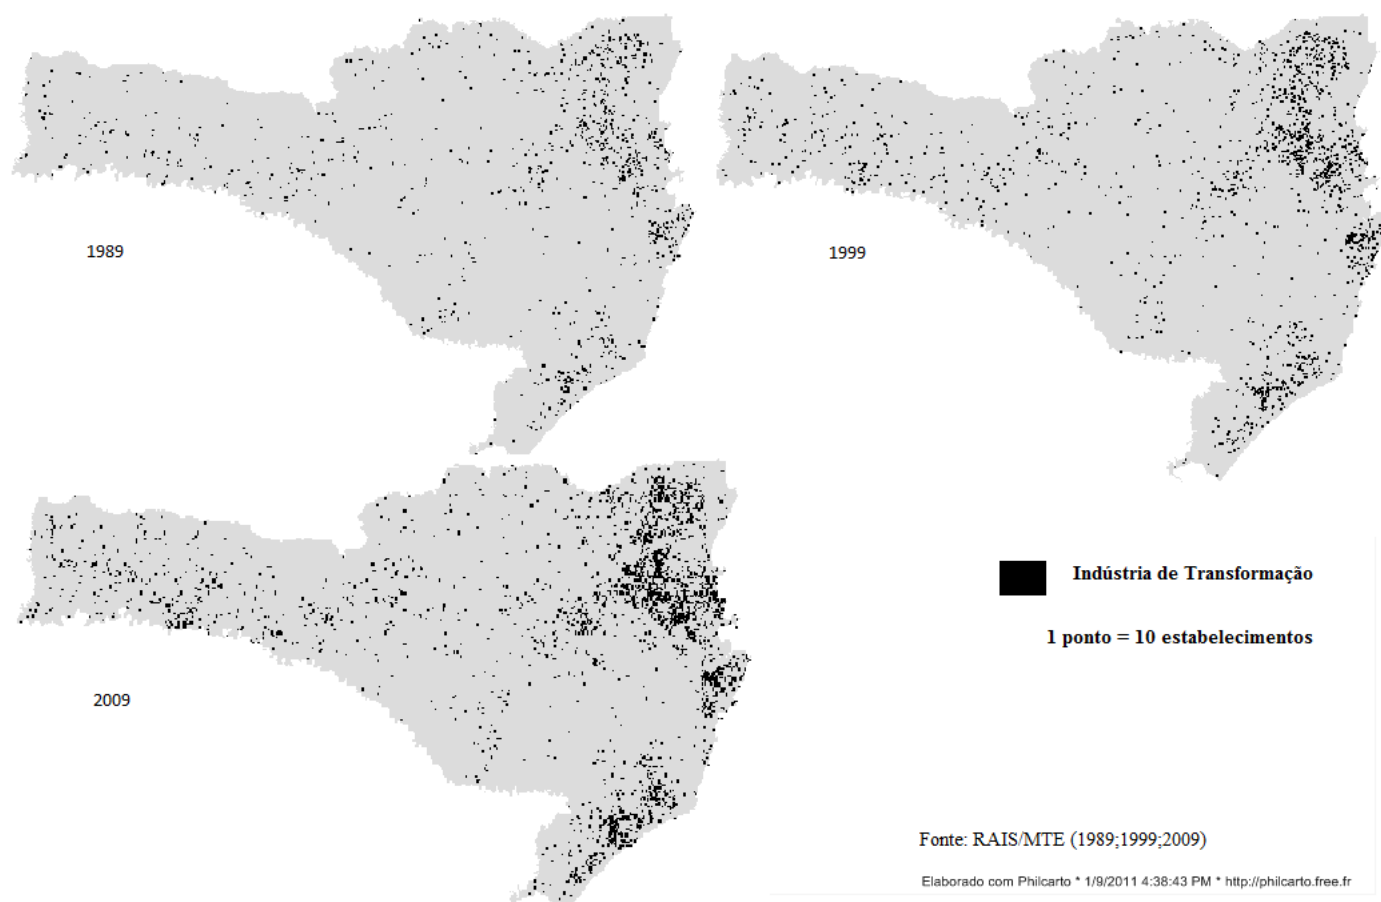 1989
1999
2009
Indústria de Transformação
1 ponto = 10 estabelecimentos
Fonte: RAIS/MTE (1989;1999;2009)
Elaborado com Philcarto * 1/9/2011 4:38:43 PM * http://philcarto.free.fr